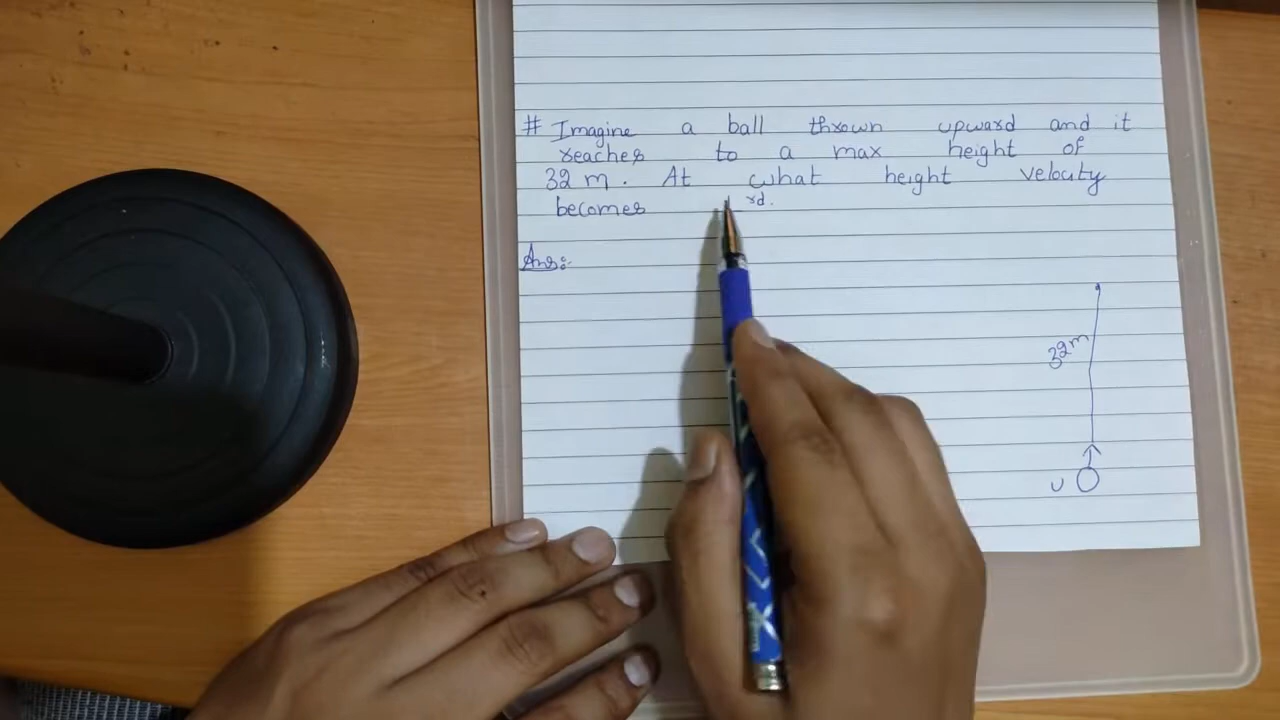 # Imagine a ball thrown upward and it
reaches to a max height of
32 m. At what height velocity
becomes rd.
Ans:
32m
U